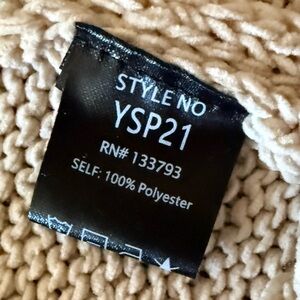 STYLE NO
YSP21
RN# 133793
SELF: 100% Polyester